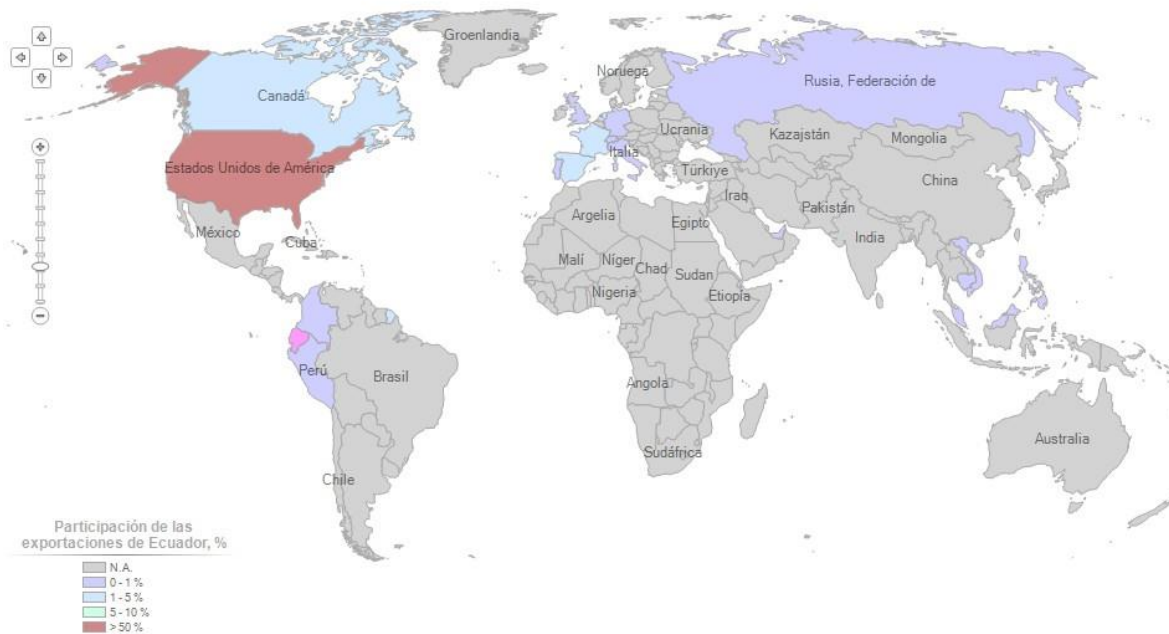 Groenlandia
Noruega
Rusia, Federación de
Canadá
Ucrania
Kazajstán
Mongolia
Italia
Estados Unidos de América
Türkiye
China
Iraq
Pakistán
Argelia
Egipto
México
Cuba
India
Malí
Níger
Chad
Sudan
Nigeria
Etiopía
Perú
Brasil
Angola
Australia
Sudáfrica
Chile
Participación de las
exportaciones de Ecuador, %
N.A.
0 - 1 %
1 - 5 %
5 - 10 %
> 50 %